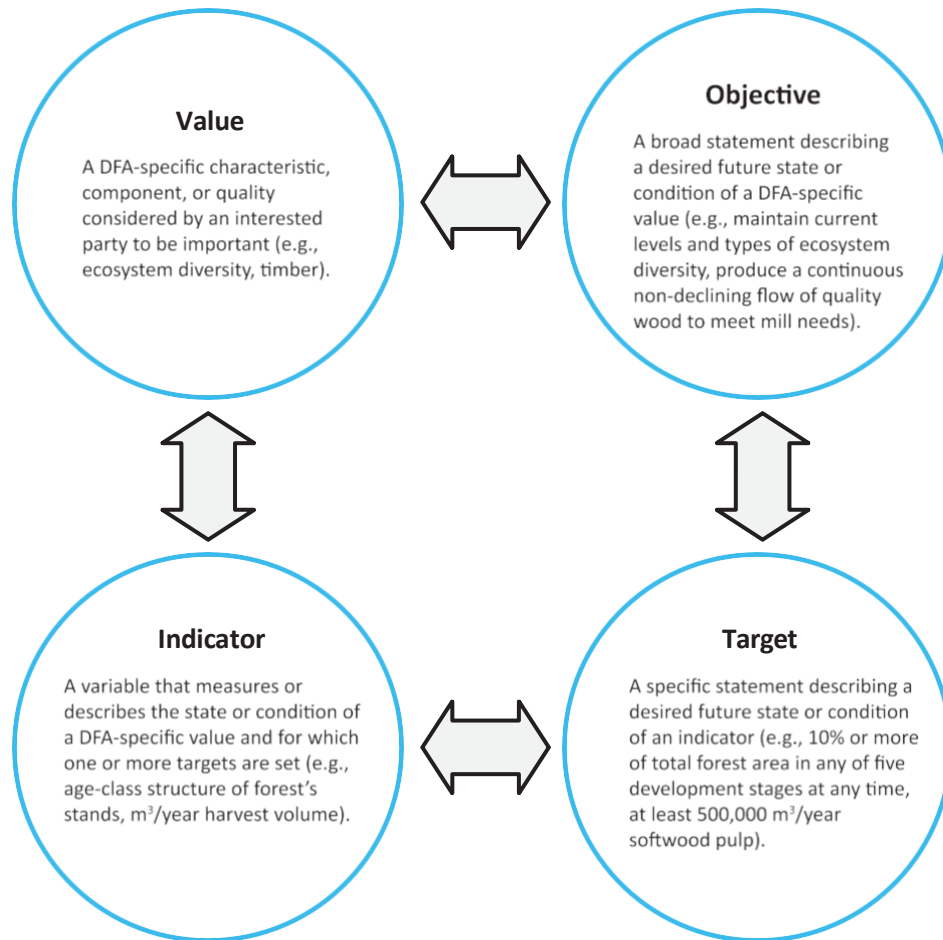 Value
A DFA-specific characteristic,
component, or quality
considered by an interested
party to be important (e.g.,
ecosystem diversity, timber).
Objective
A broad statement describing
a desired future state or
condition of a DFA-specific
value (e.g., maintain current
levels and types of ecosystem
diversity, produce a continuous
non-declining flow of quality
wood to meet mill needs).
Indicator
A variable that measures or
describes the state or condition of
a DFA-specific value and for which
one or more targets are set (e.g.,
age-class structure of forest’s
stands, m³/year harvest volume).
Target
A specific statement describing a
desired future state or condition
of an indicator (e.g., 10% or more
of total forest area in any of five
development stages at any time,
at least 500,000 m³/year
softwood pulp).